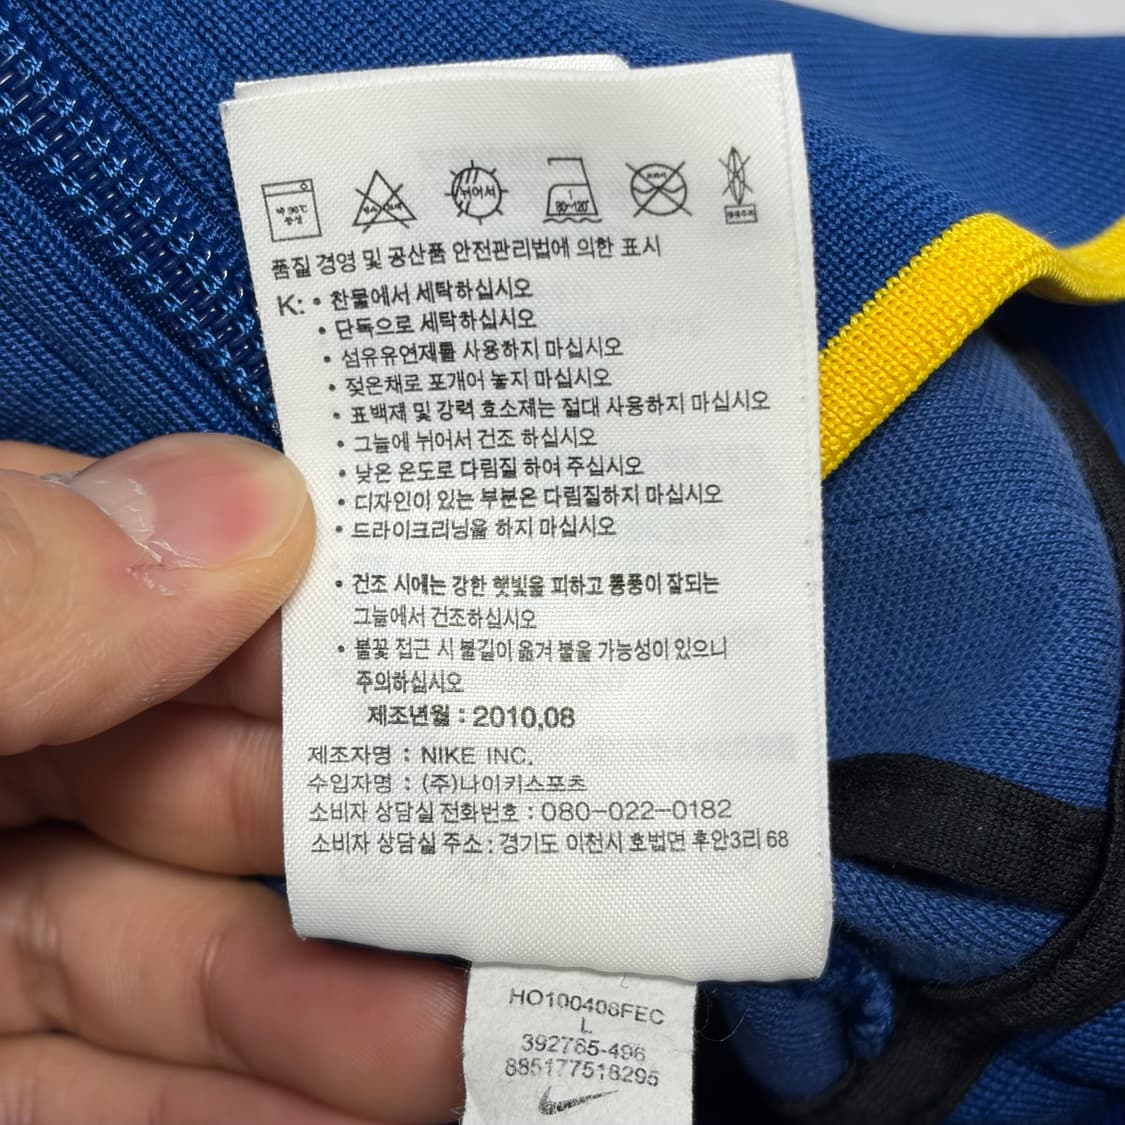 뉘어서
80~120°
품질 경영 및 공산품 안전관리법에 의한 표시
K: • 찬물에서 세탁하십시오
• 단독으로 세탁하십시오
• 섬유유연제를 사용하지 마십시오
• 젖은채로 포개어 놓지 마십시오
• 표백제 및 강력 효소제는 절대 사용하지 마십시오
• 그늘에 뉘어서 건조 하십시오
• 낮은 온도로 다림질 하여 주십시오
• 디자인이 있는 부분은 다림질하지 마십시오
• 드라이크리닝을 하지 마십시오
• 건조 시에는 강한 햇빛을 피하고 통풍이 잘되는
그늘에서 건조하십시오
• 불꽃 접근 시 불길이 옮겨 붙을 가능성이 있으니
주의하십시오
제조년월 : 2010,08
제조자명 : NIKE INC.
수입자명 : (주)나이키스포츠
소비자 상담실 전화번호 : 080-022-0182
소비자 상담실 주소 : 경기도 이천시 호법면 후안3리 68
HO100408FEC
L
392765-496
885177518295